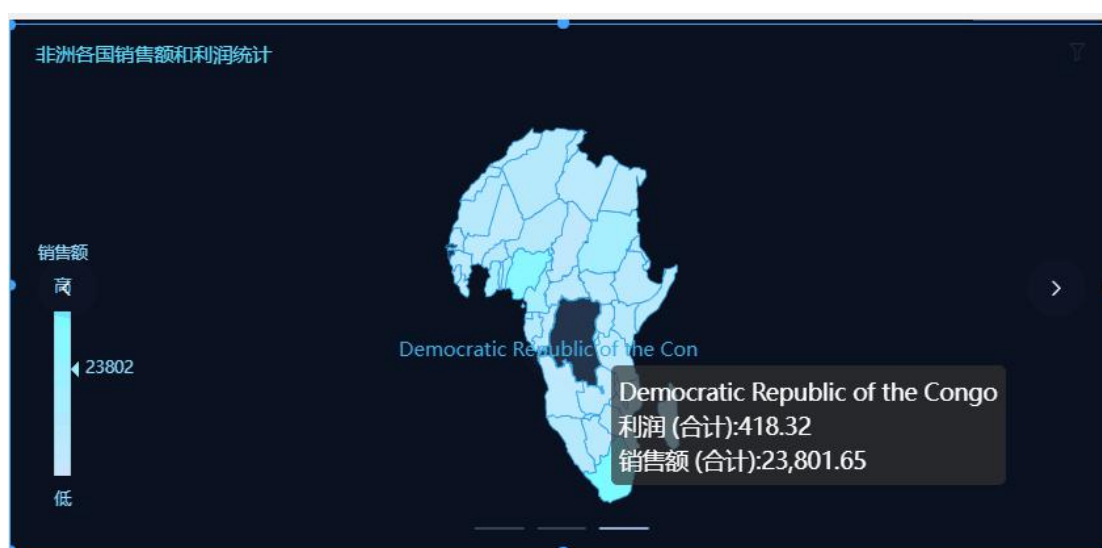 非洲各国销售额和利润统计
销售额
高
23802
低
Democratic Republic of the Con
Democratic Republic of the Congo
利润 (合计):418.32
销售额 (合计):23,801.65